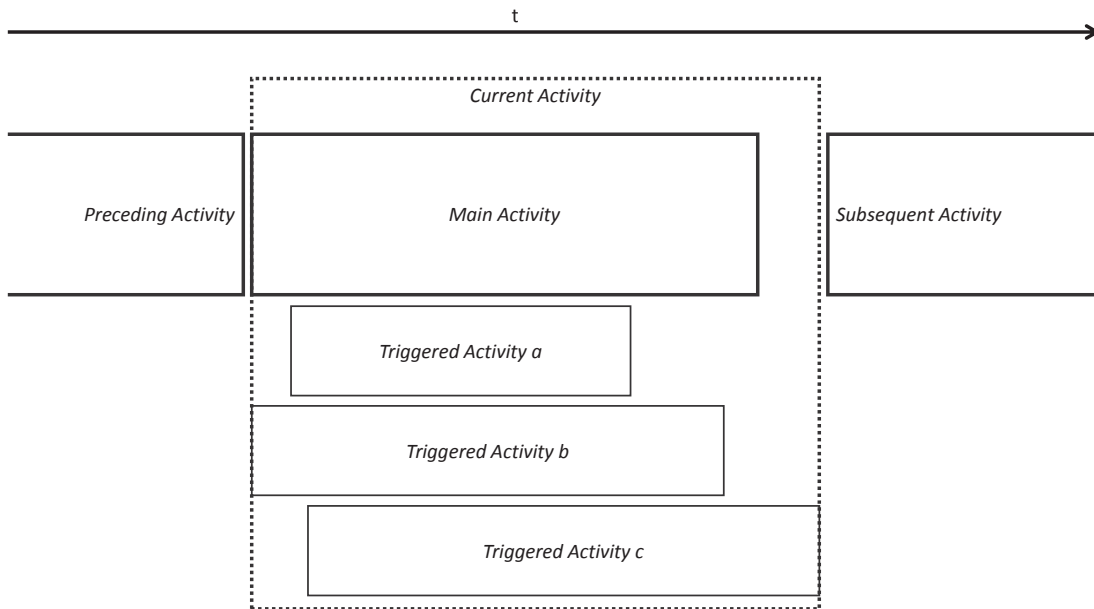 t
Current Activity
Preceding Activity
Main Activity
Subsequent Activity
Triggered Activity a
Triggered Activity b
Triggered Activity c